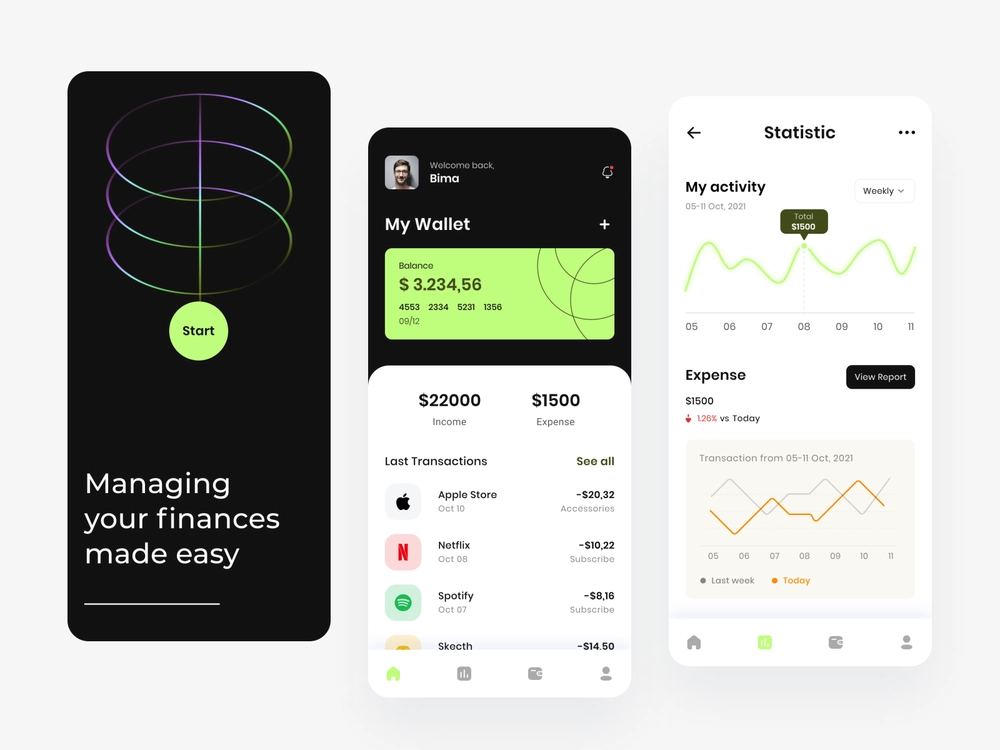 Start
Managing
your finances
made easy
Welcome back,
Bima
My Wallet
Balance
$ 3.234,56
4553 2334 5231 1356
09/12
$22000 $1500
Income Expense
Last Transactions See all
Apple Store -$20,32
Oct 10 Accessories
Netflix -$10,22
Oct 08 Subscribe
Spotify -$8,16
Oct 07 Subscribe
Skecth -$14.50
Statistic
My activity Weekly
05-11 Oct, 2021
Total
$1500
05 06 07 08 09 10 11
Expense View Report
$1500
1.26% vs Today
Transaction from 05-11 Oct, 2021
05 06 07 08 09 10 11
Last week Today